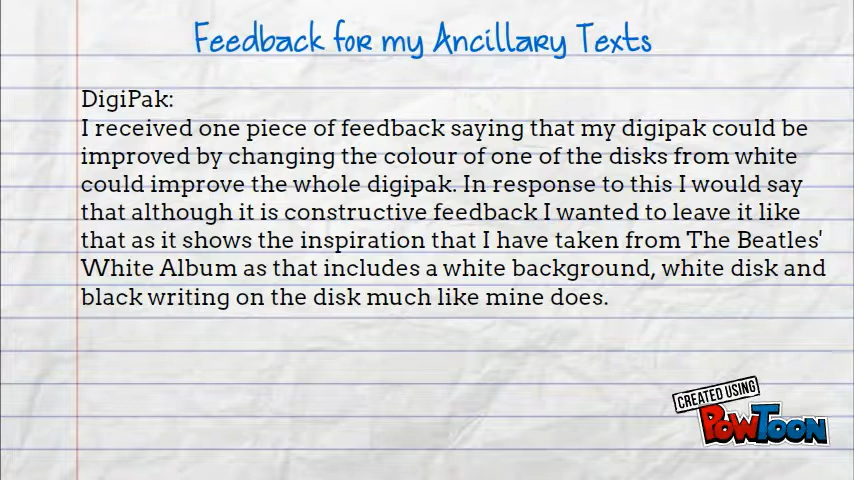 Feedback for my Ancillary Texts
DigiPak:
I received one piece of feedback saying that my digipak could be
improved by changing the colour of one of the disks from white
could improve the whole digipak. In response to this I would say
that although it is constructive feedback I wanted to leave it like
that as it shows the inspiration that I have taken from The Beatles'
White Album as that includes a white background, white disk and
black writing on the disk much like mine does.
CREATED USING
POWTOON